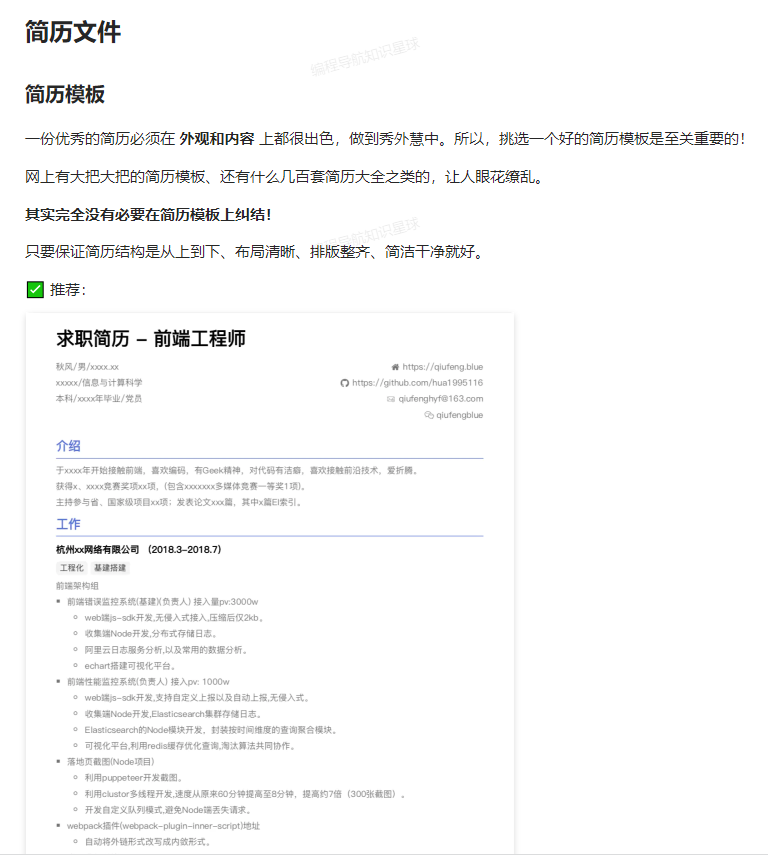 简历文件
编程导航知识星球
简历模板
一份优秀的简历必须在 外观和内容 上都很出色，做到秀外慧中。所以，挑选一个好的简历模板是至关重要的！
网上有大把大把的简历模板、还有什么几百套简历大全之类的，让人眼花缭乱。
其实完全没有必要在简历模板上纠结！
编程导航知识星球
只要保证简历结构是从上到下、布局清晰、排版整齐、简洁干净就好。
✅ 推荐：
求职简历 – 前端工程师
秋风/男/xxxx.xx
https://qiufeng.blue
xxxxx/信息与计算科学
https://github.com/hua1995116
本科/xxxx年毕业/党员
qiufenghyf@163.com
qiufengblue
介绍
于xxxx年开始接触前端，喜欢编码，有Geek精神，对代码有洁癖，喜欢接触前沿技术，爱折腾。
获得x、xxxx竞赛奖项xx项，(包含xxxxxxx多媒体竞赛一等奖1项)。
主持参与省、国家级项目xx项；发表论文xxx篇，其中x篇EI索引。
工作
杭州xx网络有限公司 （2018.3–2018.7）
工程化 基建搭建
前端架构组
▪ 前端错误监控系统(基建)(负责人) 接入量pv:3000w
◦ web端js-sdk开发,无侵入式接入,压缩后仅2kb。
◦ 收集端Node开发,分布式存储日志。
◦ 阿里云日志服务分析,以及常用的数据分析。
◦ echart搭建可视化平台。
▪ 前端性能监控系统(负责人) 接入pv: 1000w
◦ web端js-sdk开发,支持自定义上报以及自动上报,无侵入式。
◦ 收集端Node开发,Elasticsearch集群存储日志。
◦ Elasticsearch的Node模块开发，封装按时间维度的查询聚合模块。
◦ 可视化平台,利用redis缓存优化查询,淘汰算法共同协作。
▪ 落地页截图(Node项目)
◦ 利用puppeteer开发截图。
◦ 利用clustor多线程开发,速度从原来60分钟提高至8分钟，提高约7倍（300张截图）。
◦ 开发自定义队列模式,避免Node端丢失请求。
▪ webpack插件(webpack-plugin-inner-script)地址
◦ 自动将外链形式改写成内敛形式。